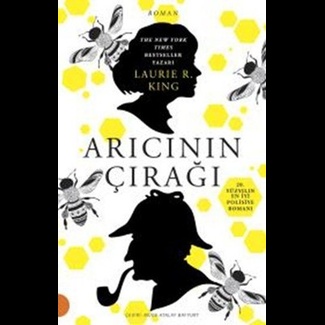 ROMAN
THE NEW YORK
TIMES
BESTSELLER
YAZARI
LAURIE R.
KING
ARICININ
ÇIRAĞI
20.
YÜZYILIN
EN İYİ
POLİSİYE
ROMANI